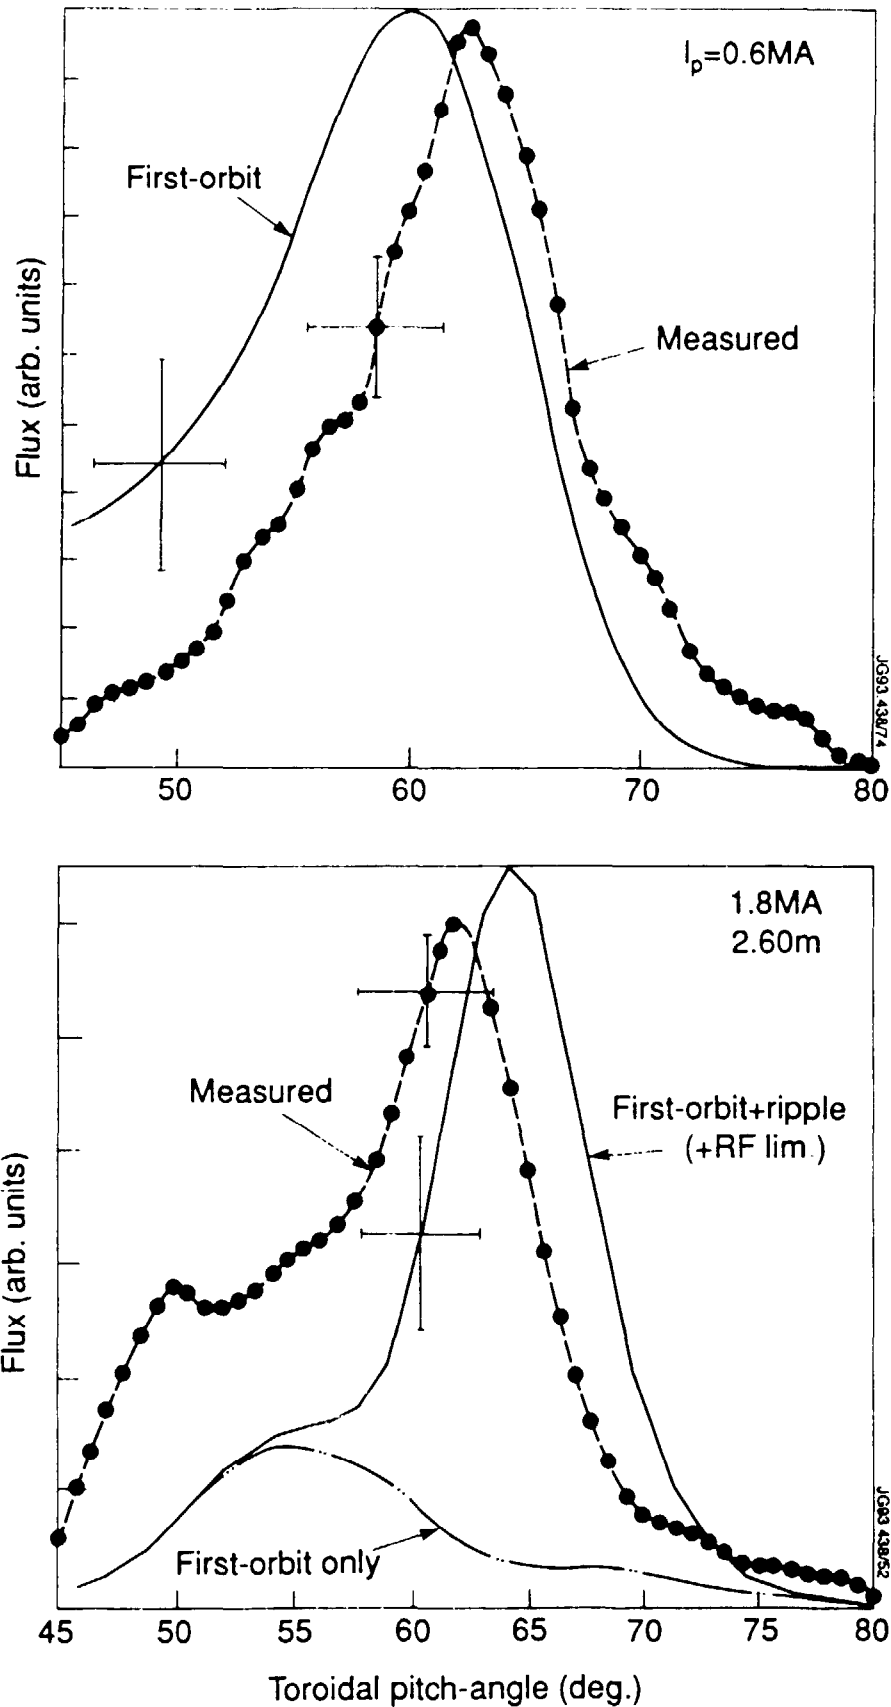 Ip=0.6MA
First-orbit
Measured
Flux (arb. units)
50 60 70 80
JG93.438/74
1.8MA
2.60m
Measured
First-orbit+ripple
(+RF lim.)
First-orbit only
Flux (arb. units)
JG93 438/52
45 50 55 60 65 70 75 80
Toroidal pitch-angle (deg.)